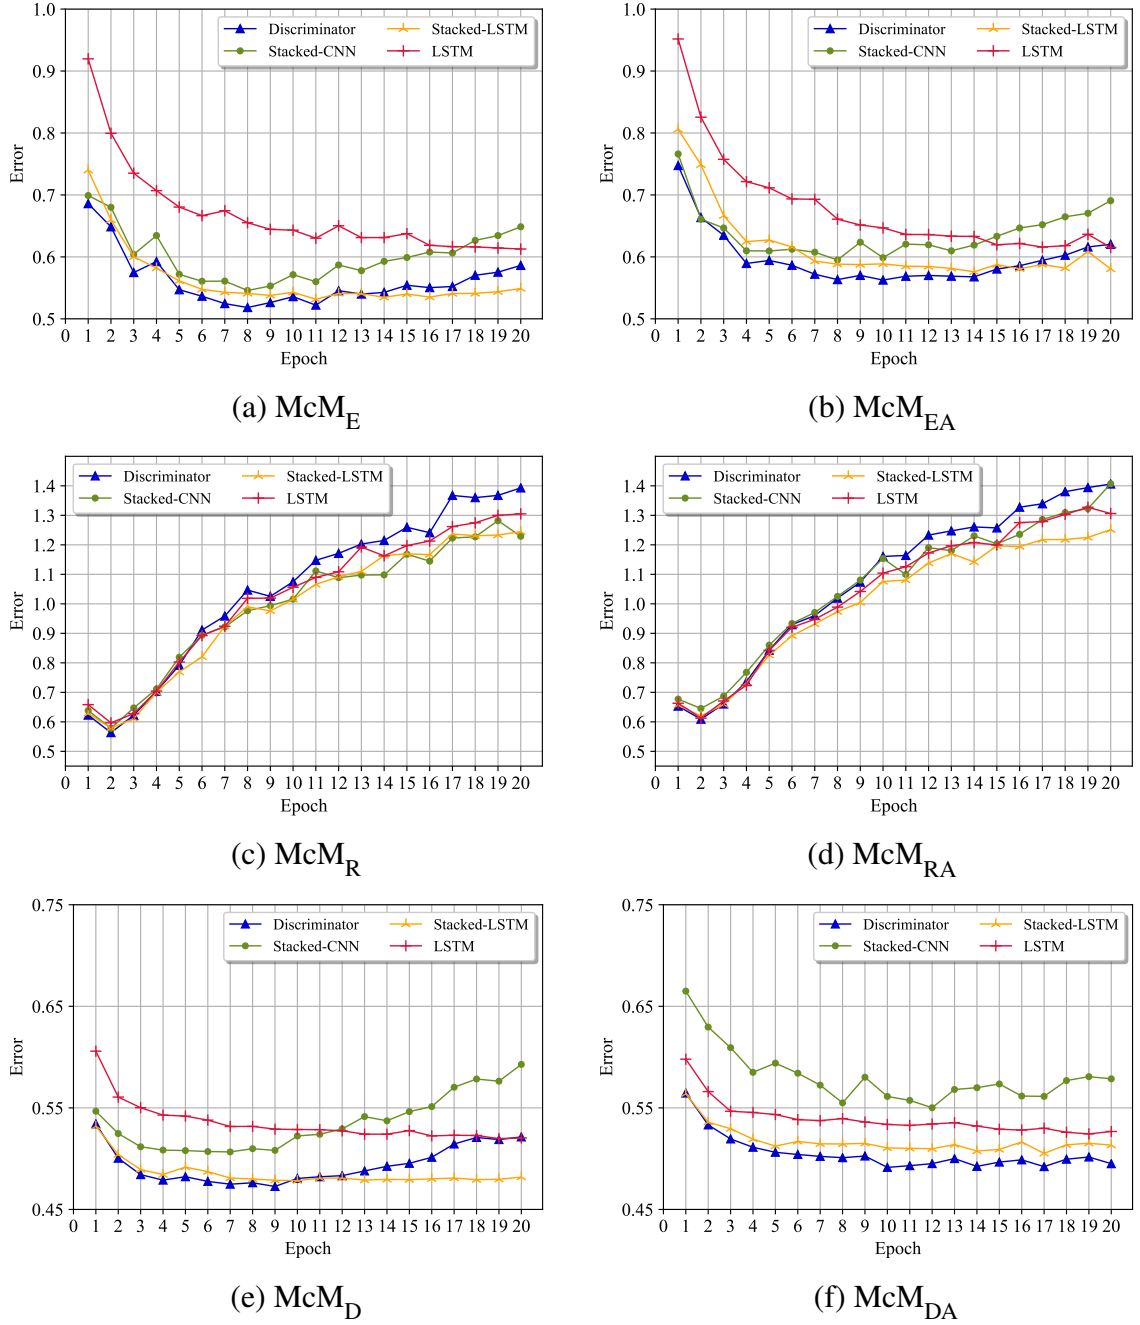 Discriminator Stacked-LSTM
Stacked-CNN LSTM
1.0
0.9
0.8
0.7
0.6
0.5
Error
0 1 2 3 4 5 6 7 8 9 10 11 12 13 14 15 16 17 18 19 20
Epoch
(a) McM_E
Discriminator Stacked-LSTM
Stacked-CNN LSTM
1.0
0.9
0.8
0.7
0.6
0.5
Error
0 1 2 3 4 5 6 7 8 9 10 11 12 13 14 15 16 17 18 19 20
Epoch
(b) McM_EA
Discriminator Stacked-LSTM
Stacked-CNN LSTM
1.4
1.3
1.2
1.1
1.0
0.9
0.8
0.7
0.6
0.5
Error
0 1 2 3 4 5 6 7 8 9 10 11 12 13 14 15 16 17 18 19 20
Epoch
(c) McM_R
Discriminator Stacked-LSTM
Stacked-CNN LSTM
1.4
1.3
1.2
1.1
1.0
0.9
0.8
0.7
0.6
0.5
Error
0 1 2 3 4 5 6 7 8 9 10 11 12 13 14 15 16 17 18 19 20
Epoch
(d) McM_RA
Discriminator Stacked-LSTM
Stacked-CNN LSTM
0.75
0.65
0.55
0.45
Error
0 1 2 3 4 5 6 7 8 9 10 11 12 13 14 15 16 17 18 19 20
Epoch
(e) McM_D
Discriminator Stacked-LSTM
Stacked-CNN LSTM
0.75
0.65
0.55
0.45
Error
0 1 2 3 4 5 6 7 8 9 10 11 12 13 14 15 16 17 18 19 20
Epoch
(f) McM_DA